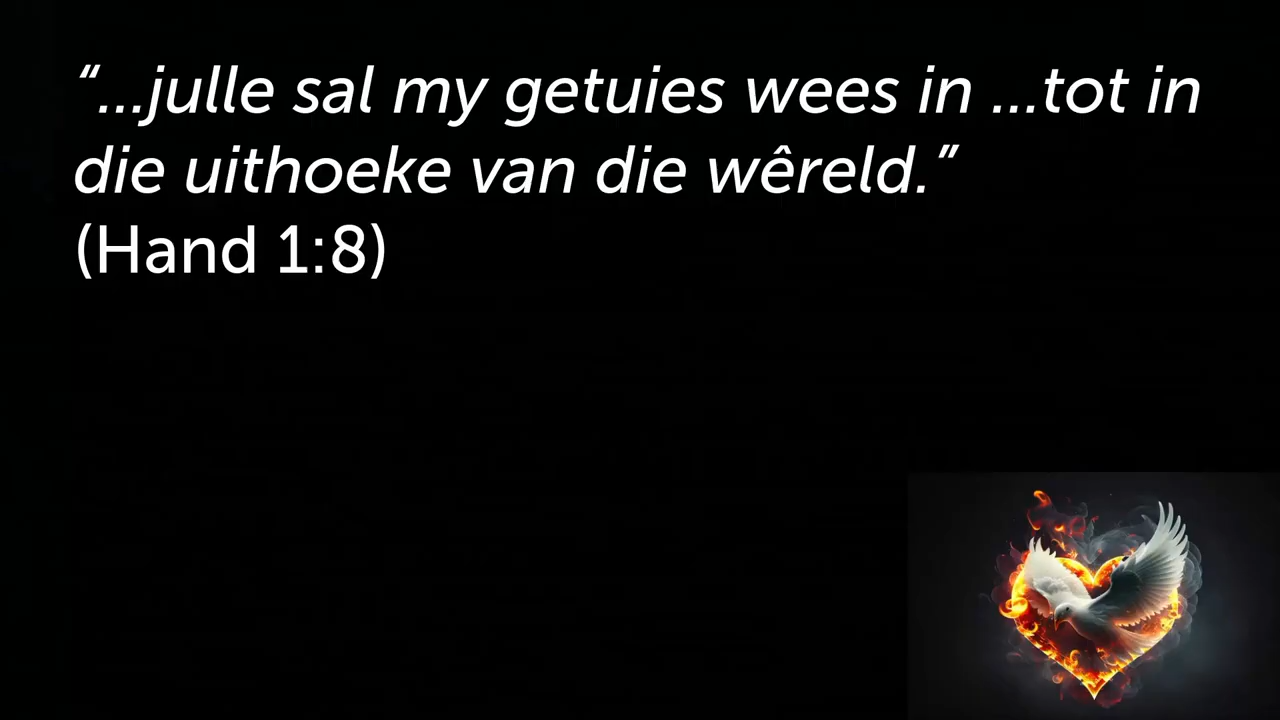 “...julle sal my getuies wees in ...tot in
die uithoeke van die wêreld.”
(Hand 1:8)